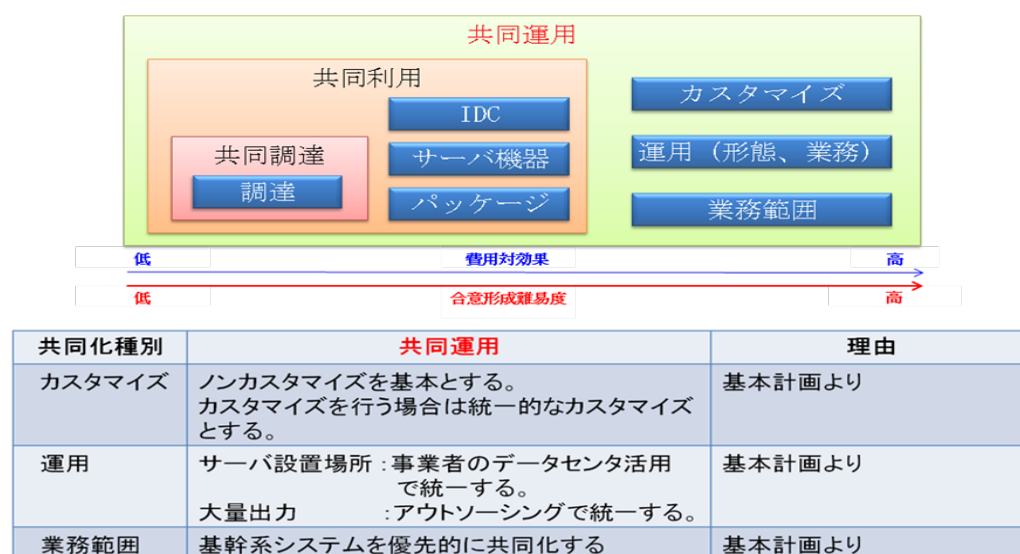 共同運用
共同利用
共同調達
調達
IDC
サーバ機器
パッケージ
カスタマイズ
運用（形態、業務）
業務範囲
低 費用対効果 高
低 合意形成難易度 高
共同化種別 共同運用 理由
カスタマイズ ノンカスタマイズを基本とする。 基本計画より
カスタマイズを行う場合は統一的なカスタマイズ
とする。
運用 サーバ設置場所：事業者のデータセンタ活用 基本計画より
で統一する。
大量出力 ：アウトソーシングで統一する。
業務範囲 基幹系システムを優先的に共同化する 基本計画より